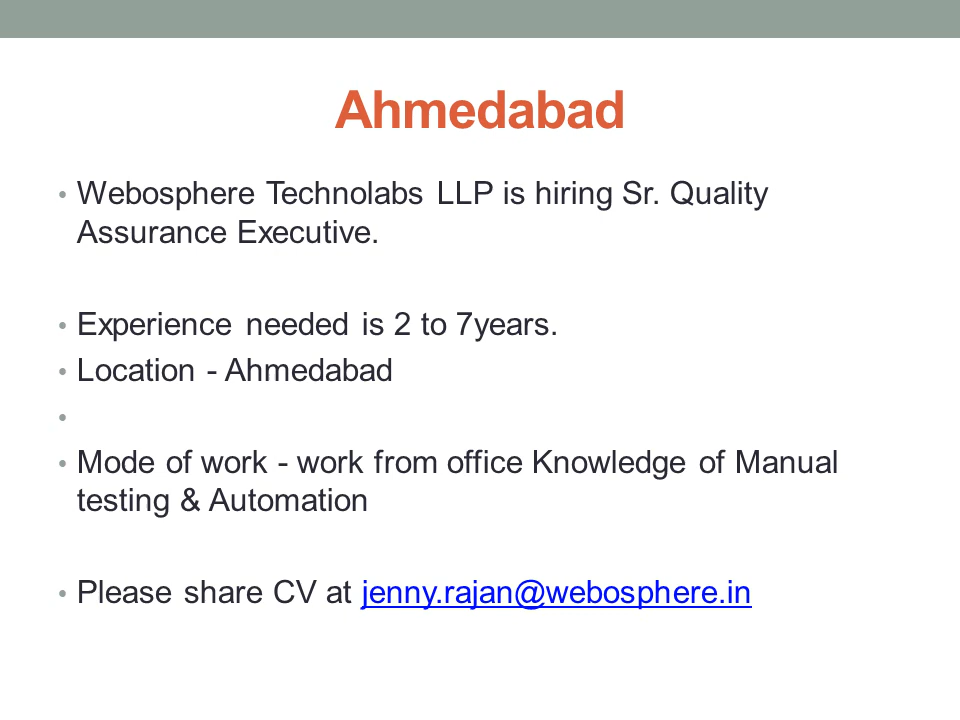 Ahmedabad
• Webosphere Technolabs LLP is hiring Sr. Quality
Assurance Executive.
• Experience needed is 2 to 7years.
• Location - Ahmedabad
•
• Mode of work - work from office Knowledge of Manual
testing & Automation
• Please share CV at jenny.rajan@webosphere.in